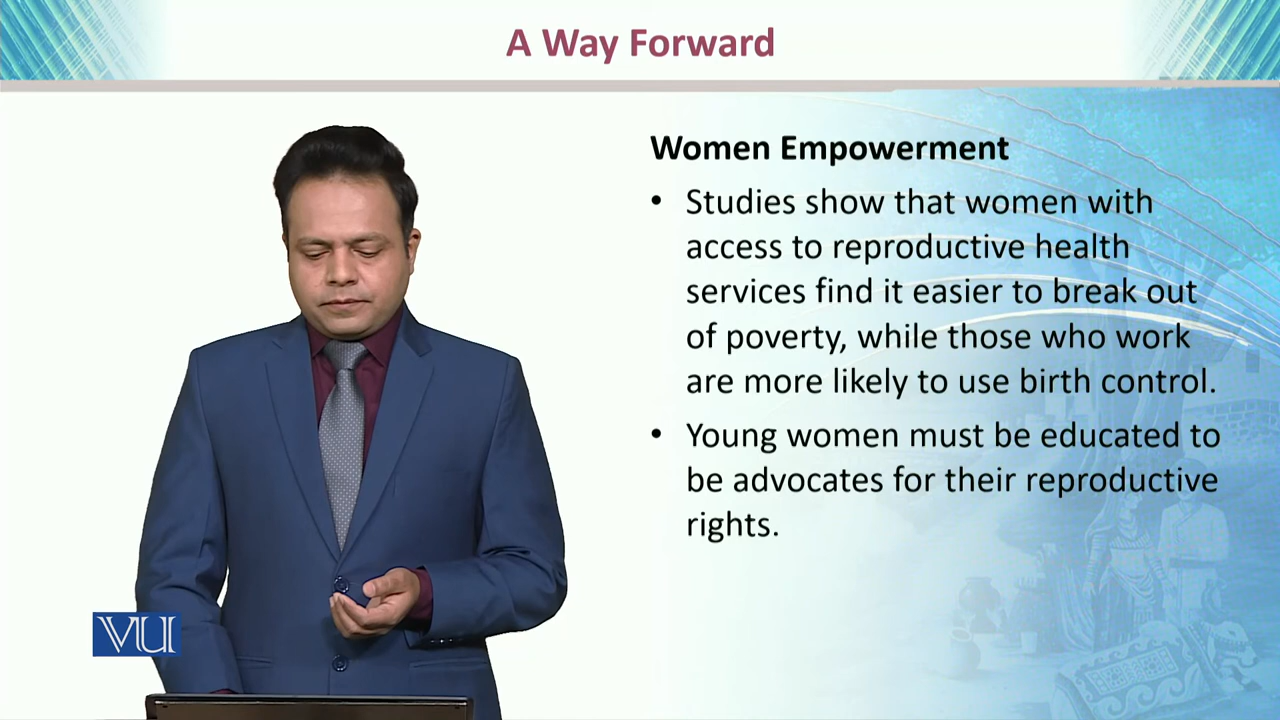 A Way Forward
Women Empowerment
• Studies show that women with
access to reproductive health
services find it easier to break out
of poverty, while those who work
are more likely to use birth control.
• Young women must be educated to
be advocates for their reproductive
rights.
VU